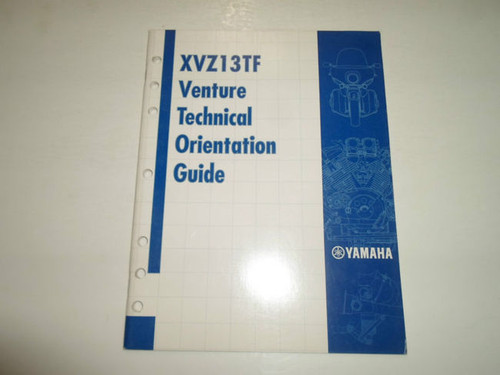 XVZ13TF
Venture
Technical
Orientation
Guide
YAMAHA